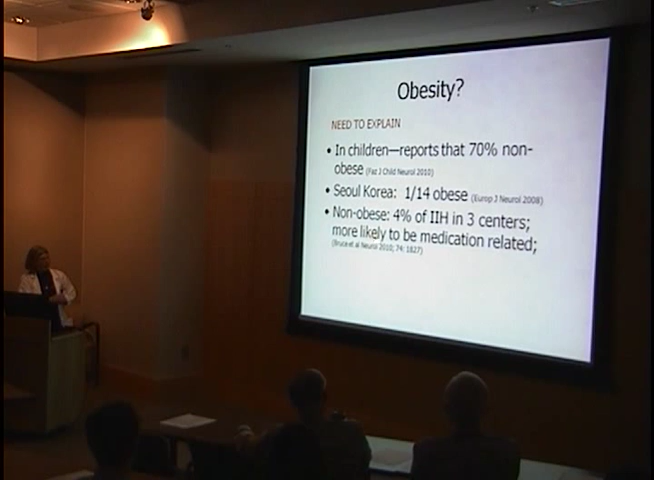 Obesity?
NEED TO EXPLAIN
• In children—reports that 70% non-
obese (Faz J Child Neurol 2010)
• Seoul Korea: 1/14 obese (Europ J Neurol 2008)
• Non-obese: 4% of IIH in 3 centers;
more likely to be medication related;
(Bruce et al Neurol 2010; 74: 1827)